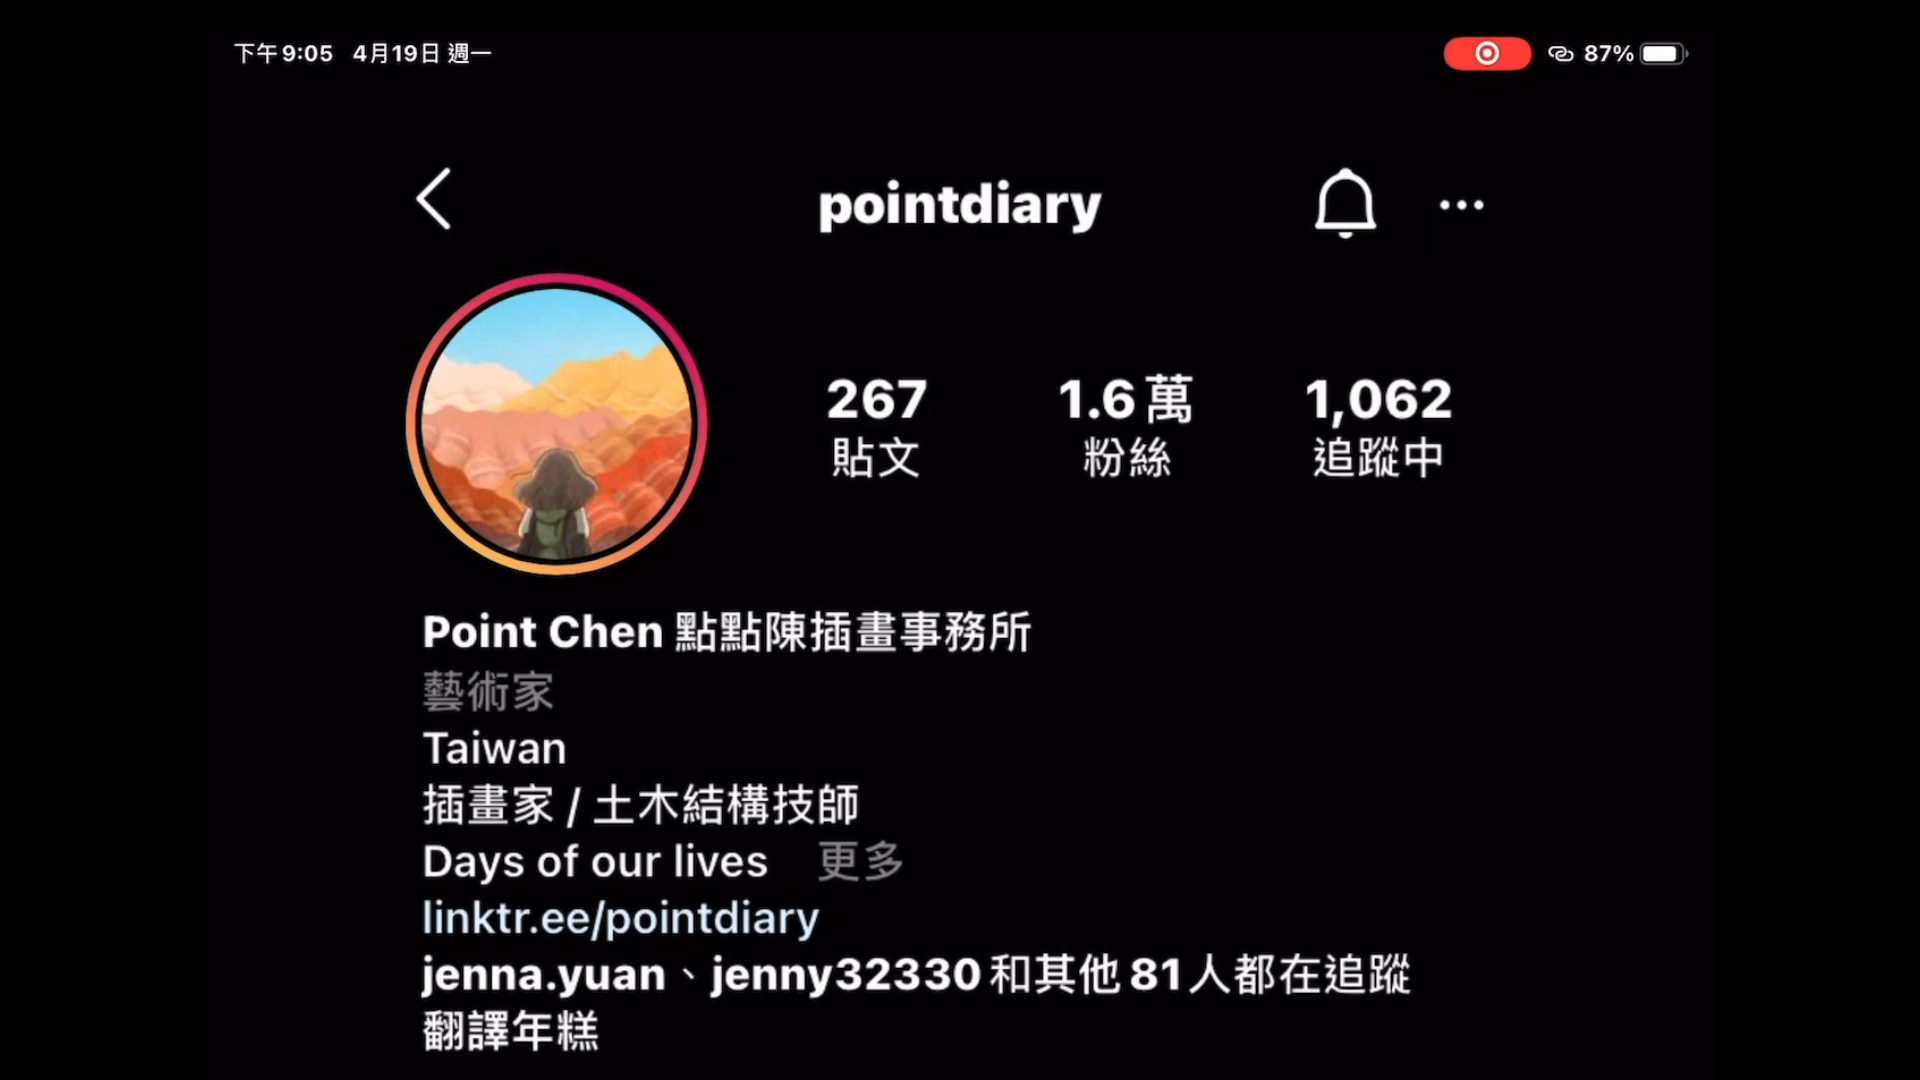 下午9:05 4月19日 週一 87%
pointdiary
267 1.6萬 1,062
貼文 粉絲 追蹤中
Point Chen 點點陳插畫事務所
藝術家
Taiwan
插畫家 / 土木結構技師
Days of our lives 更多
linktr.ee/pointdiary
jenna.yuan、jenny32330和其他81人都在追蹤
翻譯年糕